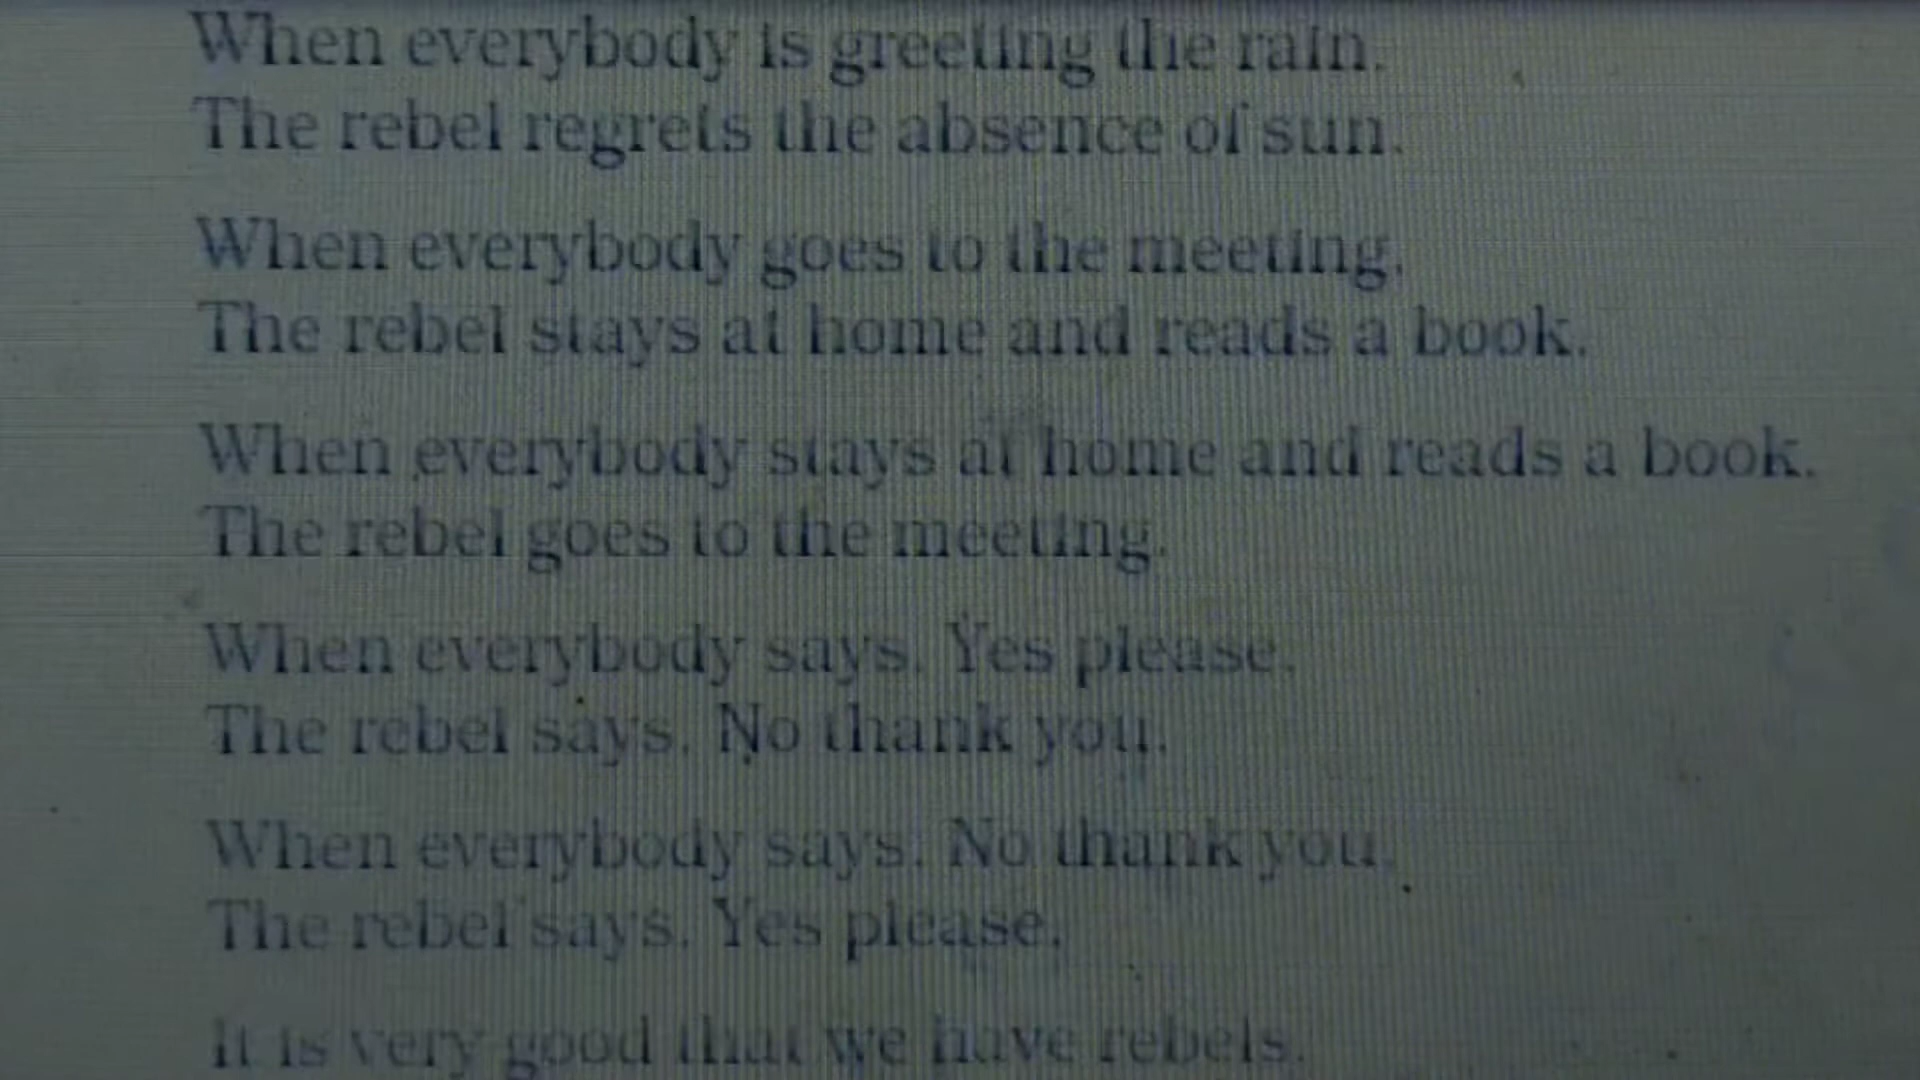 When everybody is greeting the rain.
The rebel regrets the absence of sun.
When everybody goes to the meeting,
The rebel stays at home and reads a book.
When everybody stays at home and reads a book.
The rebel goes to the meeting.
When everybody says. Yes please.
The rebel says. No thank you.
When everybody says. No thank you.
The rebel says. Yes please.
It is very good that we have rebels.